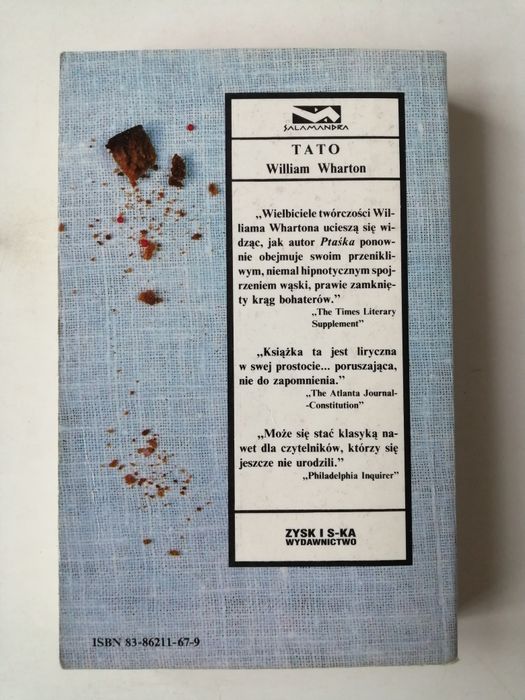 SALAMANDRA
TATO
William Wharton
„Wielbiciele twórczości Wil-
liama Whartona ucieszą się wi-
dząc, jak autor Ptaśka ponow-
nie obejmuje swoim przenikli-
wym, niemal hipnotycznym spoj-
rzeniem wąski, prawie zamknię-
ty krąg bohaterów.”
„The Times Literary
Supplement”
„Książka ta jest liryczna
w swej prostocie... poruszająca,
nie do zapomnienia.”
„The Atlanta Journal-
-Constitution”
„Może się stać klasyką na-
wet dla czytelników, którzy się
jeszcze nie urodzili.”
„Philadelphia Inquirer”
ZYSK I S-KA
WYDAWNICTWO
ISBN 83-86211-67-9